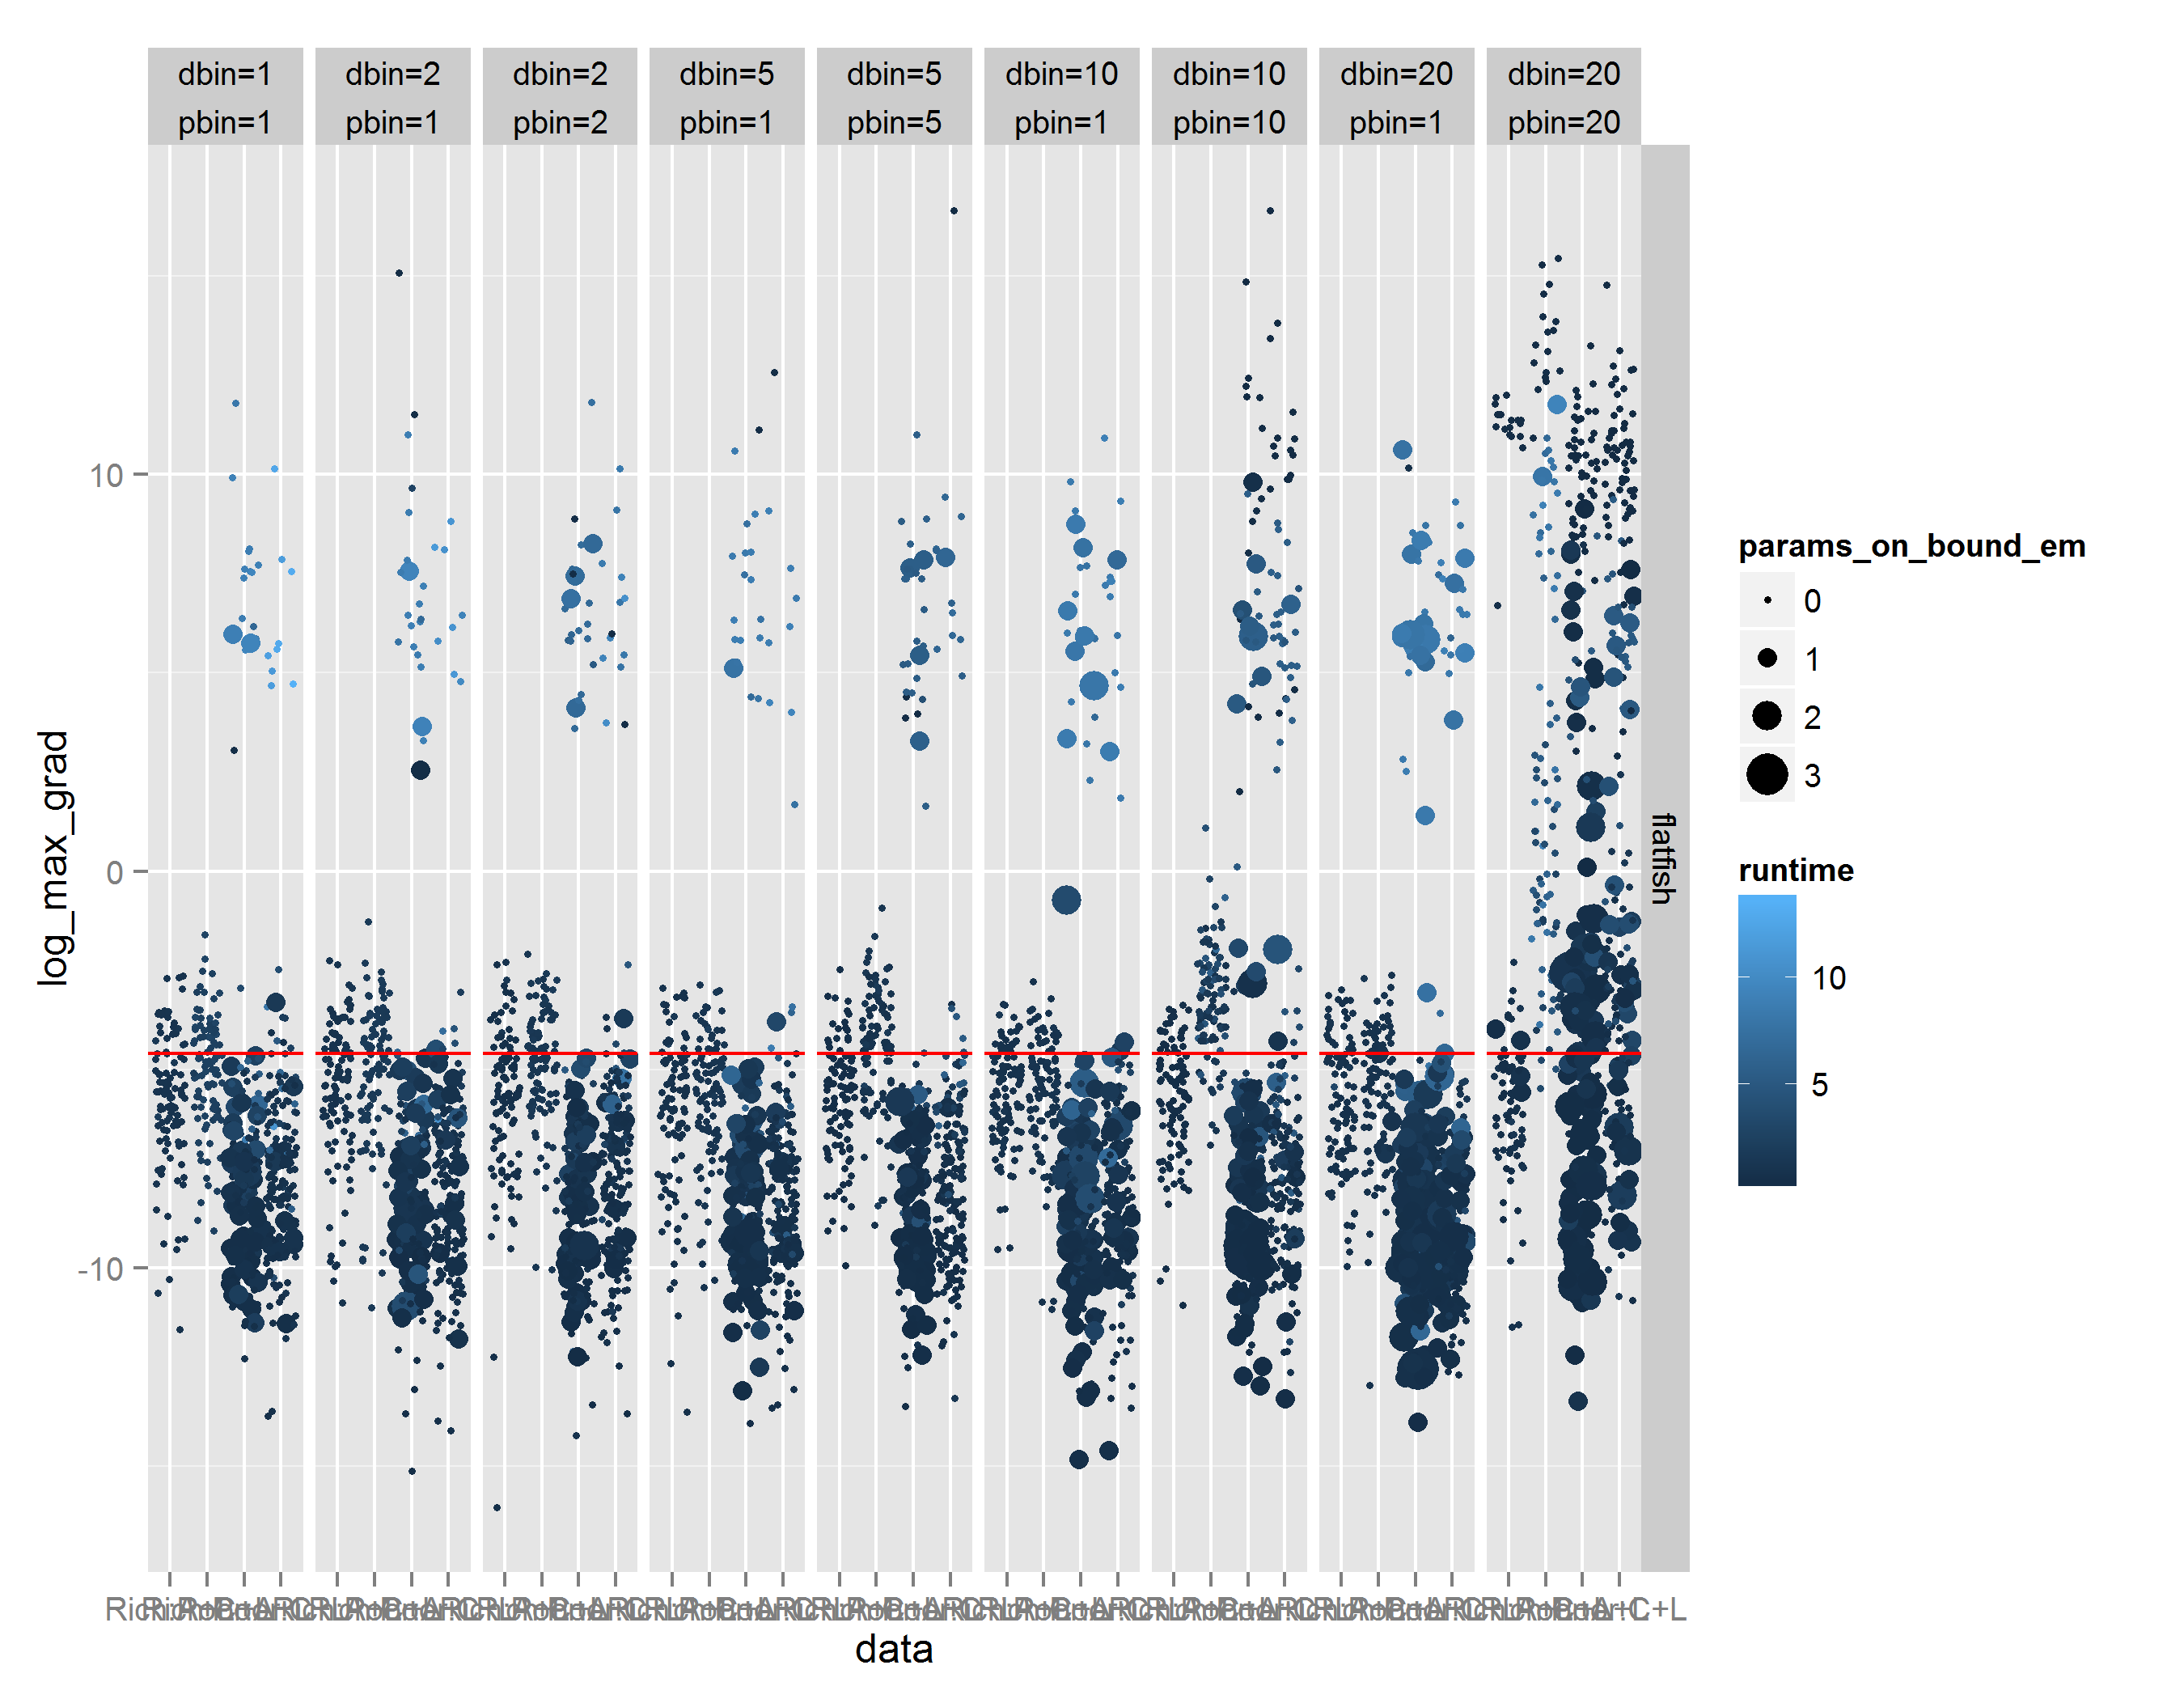 dbin=1 dbin=2 dbin=2 dbin=5 dbin=5 dbin=10 dbin=10 dbin=20 dbin=20
pbin=1 pbin=1 pbin=2 pbin=1 pbin=5 pbin=1 pbin=10 pbin=1 pbin=20
10
0
-10
log_max_grad
flatfish
data
params_on_bound_em
0
1
2
3
runtime
10
5